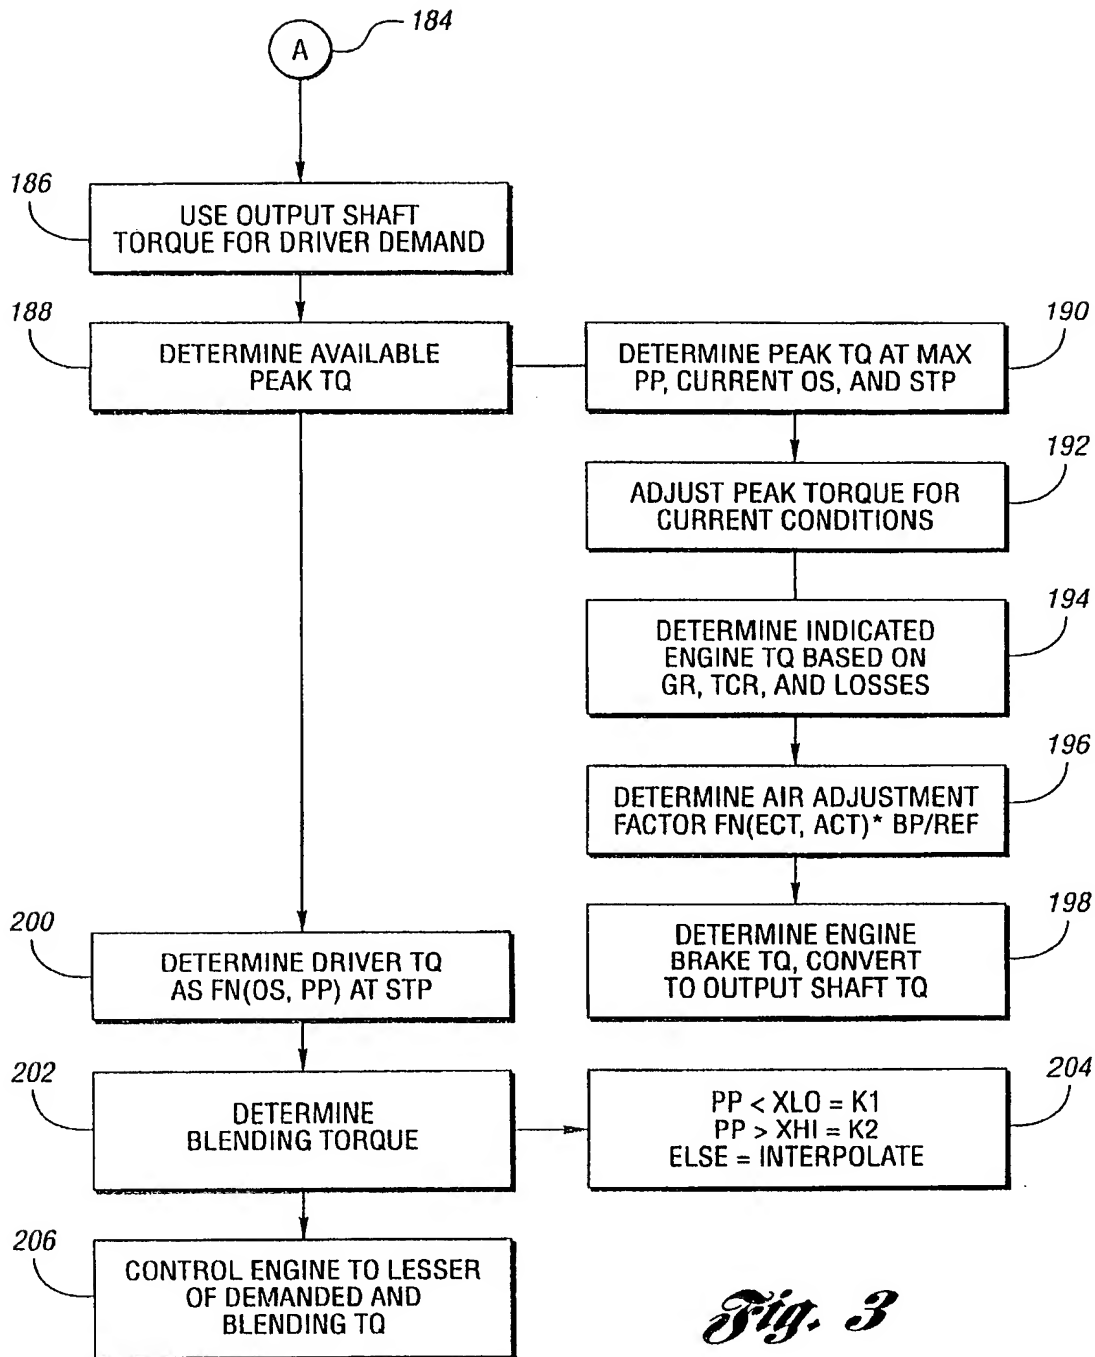 A
184
186
USE OUTPUT SHAFT
TORQUE FOR DRIVER DEMAND
188
DETERMINE AVAILABLE
PEAK TQ
190
DETERMINE PEAK TQ AT MAX
PP, CURRENT OS, AND STP
192
ADJUST PEAK TORQUE FOR
CURRENT CONDITIONS
194
DETERMINE INDICATED
ENGINE TQ BASED ON
GR, TCR, AND LOSSES
196
DETERMINE AIR ADJUSTMENT
FACTOR FN(ECT, ACT)* BP/REF
198
DETERMINE ENGINE
BRAKE TQ, CONVERT
TO OUTPUT SHAFT TQ
200
DETERMINE DRIVER TQ
AS FN(OS, PP) AT STP
202
DETERMINE
BLENDING TORQUE
204
PP < XLO = K1
PP > XHI = K2
ELSE = INTERPOLATE
206
CONTROL ENGINE TO LESSER
OF DEMANDED AND
BLENDING TQ
Fig. 3